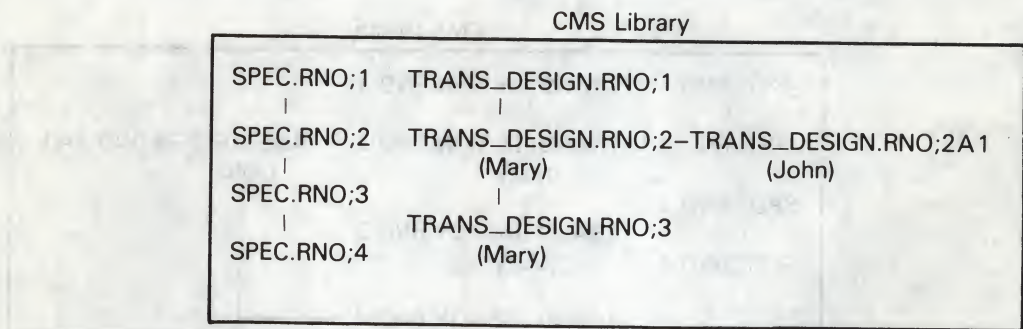 CMS Library
SPEC.RNO;1 TRANS_DESIGN.RNO;1
SPEC.RNO;2 TRANS_DESIGN.RNO;2–TRANS_DESIGN.RNO;2A1
(Mary) (John)
SPEC.RNO;3
TRANS_DESIGN.RNO;3
SPEC.RNO;4 (Mary)